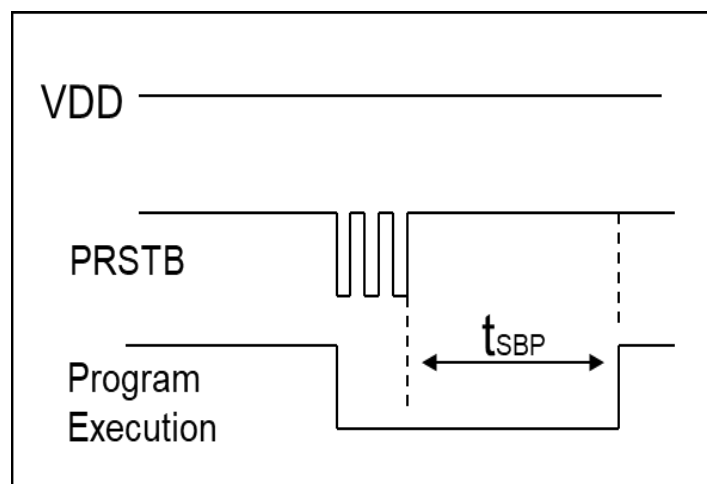 VDD
PRSTB
tSBP
Program
Execution